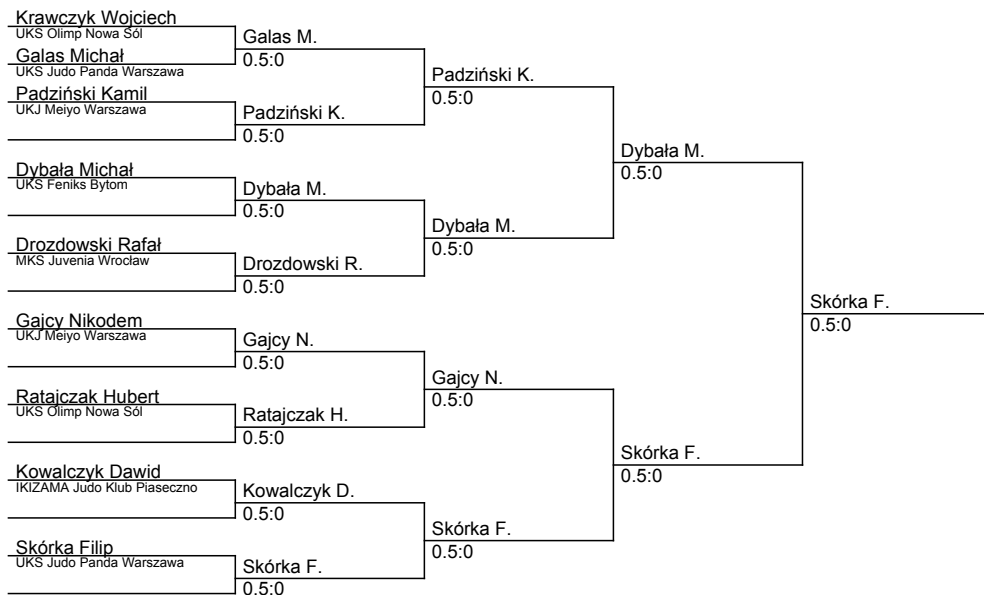 Krawczyk Wojciech
UKS Olimp Nowa Sól
Galas Michał
UKS Judo Panda Warszawa
Padziński Kamil
UKJ Meiyo Warszawa
Dybała Michał
UKS Feniks Bytom
Drozdowski Rafał
MKS Juvenia Wrocław
Gajcy Nikodem
UKJ Meiyo Warszawa
Ratajczak Hubert
UKS Olimp Nowa Sól
Kowalczyk Dawid
IKIZAMA Judo Klub Piaseczno
Skórka Filip
UKS Judo Panda Warszawa
Galas M.
0.5:0
Padziński K.
0.5:0
Dybała M.
0.5:0
Drozdowski R.
0.5:0
Gajcy N.
0.5:0
Ratajczak H.
0.5:0
Kowalczyk D.
0.5:0
Skórka F.
0.5:0
Padziński K.
0.5:0
Dybała M.
0.5:0
Gajcy N.
0.5:0
Skórka F.
0.5:0
Dybała M.
0.5:0
Skórka F.
0.5:0
Skórka F.
0.5:0